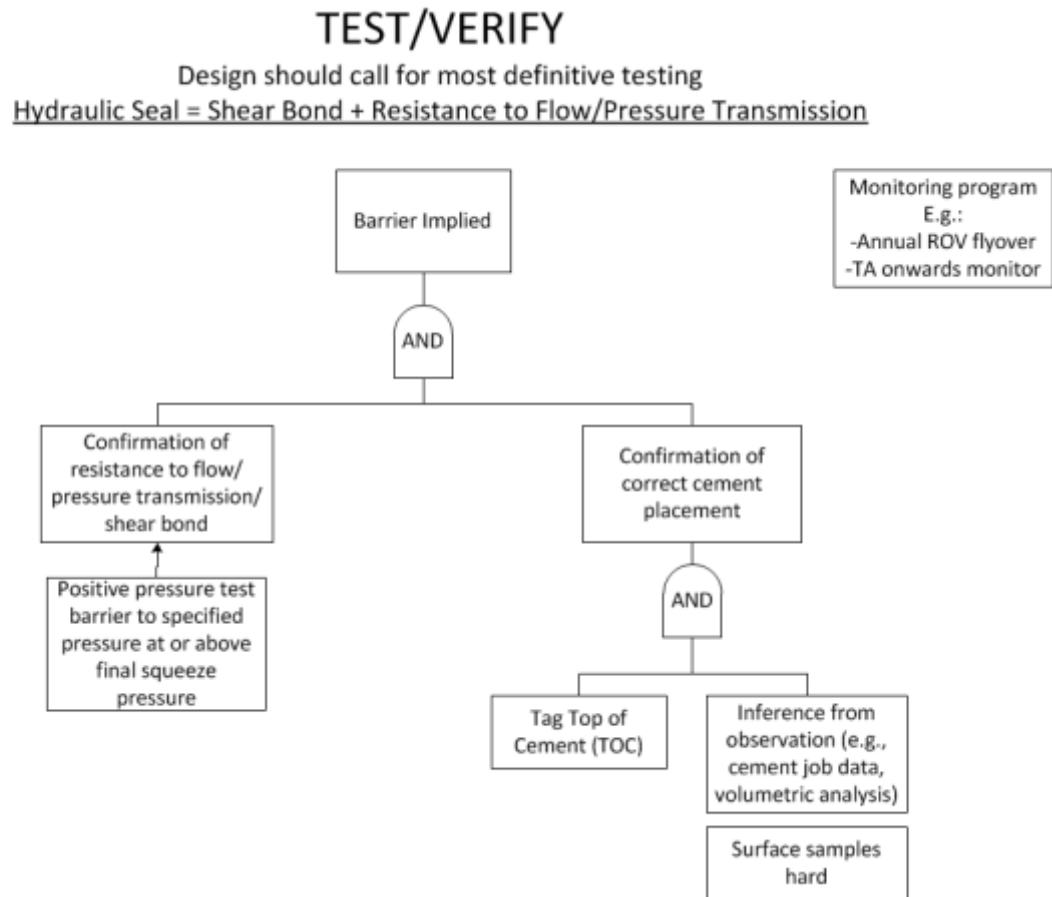 TEST/VERIFY
Design should call for most definitive testing
Hydraulic Seal = Shear Bond + Resistance to Flow/Pressure Transmission
Barrier Implied
Monitoring program
E.g.:
-Annual ROV flyover
-TA onwards monitor
AND
Confirmation of
resistance to flow/
pressure transmission/
shear bond
Confirmation of
correct cement
placement
Positive pressure test
barrier to specified
pressure at or above
final squeeze
pressure
AND
Tag Top of
Cement (TOC)
Inference from
observation (e.g.,
cement job data,
volumetric analysis)
Surface samples
hard